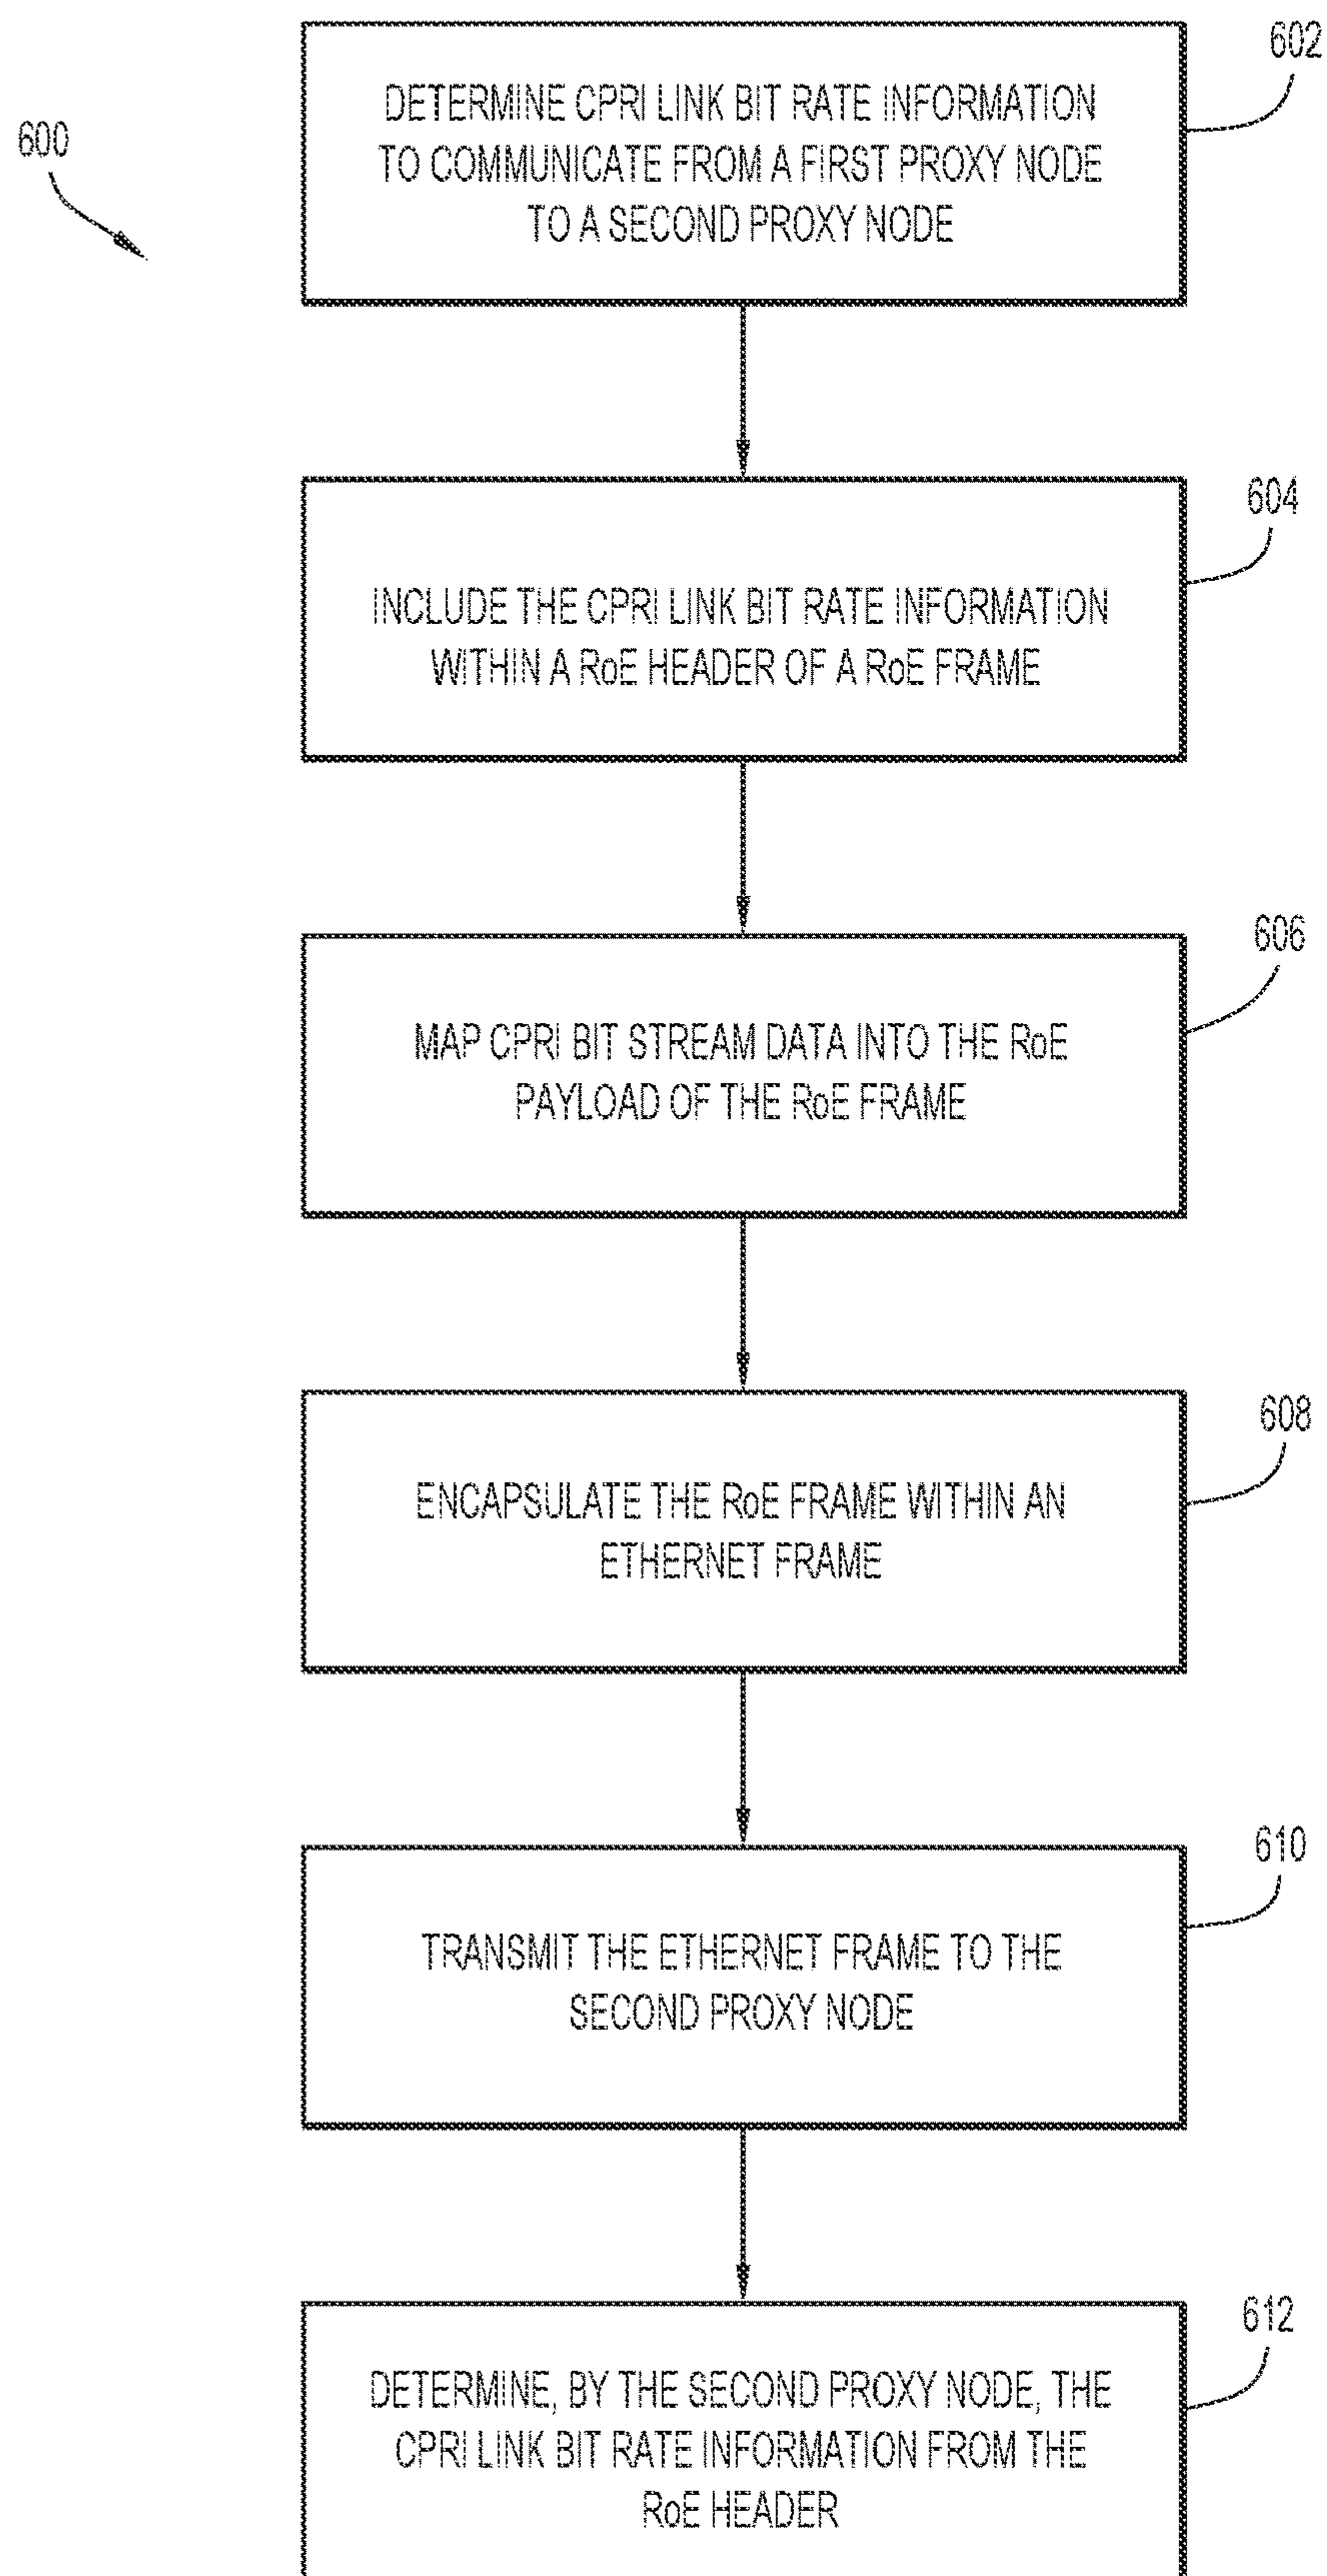 600
602
DETERMINE CPRI LINK BIT RATE INFORMATION
TO COMMUNICATE FROM A FIRST PROXY NODE
TO A SECOND PROXY NODE
604
INCLUDE THE CPRI LINK BIT RATE INFORMATION
WITHIN A RoE HEADER OF A RoE FRAME
606
MAP CPRI BIT STREAM DATA INTO THE RoE
PAYLOAD OF THE RoE FRAME
608
ENCAPSULATE THE RoE FRAME WITHIN AN
ETHERNET FRAME
610
TRANSMIT THE ETHERNET FRAME TO THE
SECOND PROXY NODE
612
DETERMINE, BY THE SECOND PROXY NODE, THE
CPRI LINK BIT RATE INFORMATION FROM THE
RoE HEADER